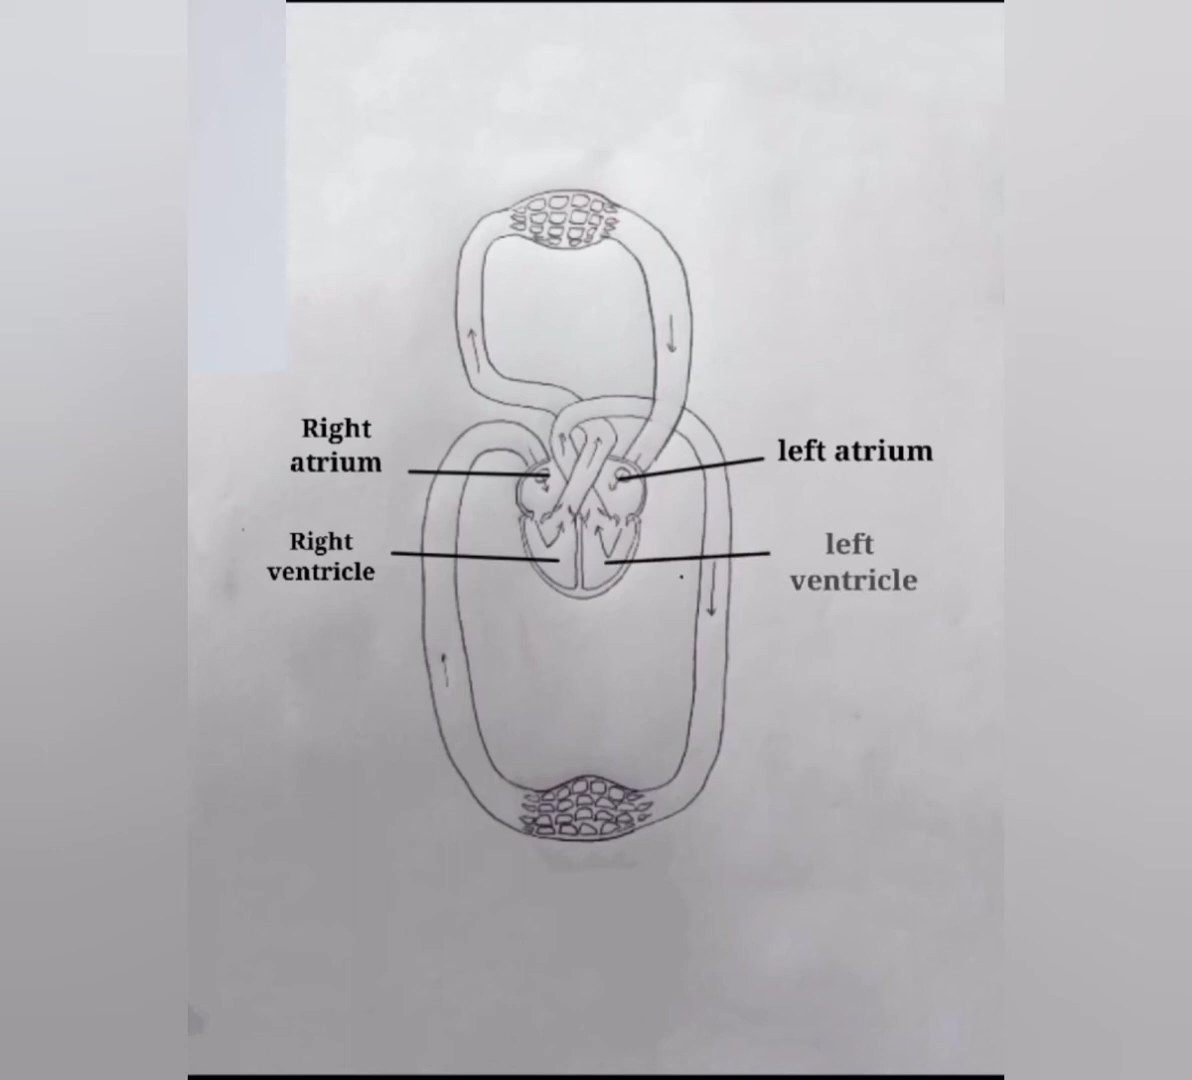 Right
atrium
left atrium
Right
ventricle
left
ventricle